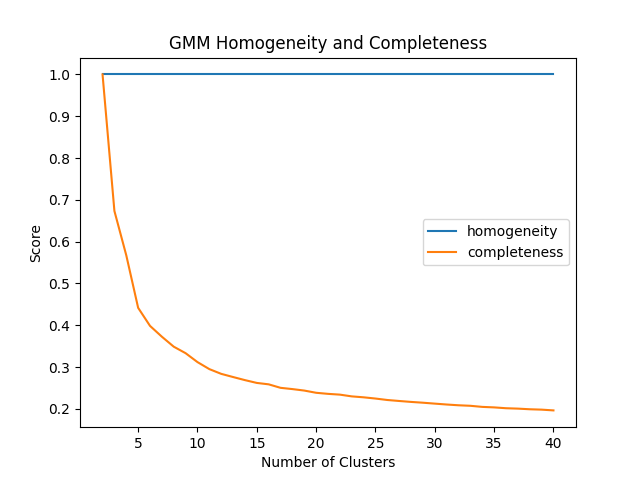 GMM Homogeneity and Completeness
1.0
0.9
0.8
0.7
0.6
0.5
0.4
0.3
0.2
Score
homogeneity
completeness
5 10 15 20 25 30 35 40
Number of Clusters